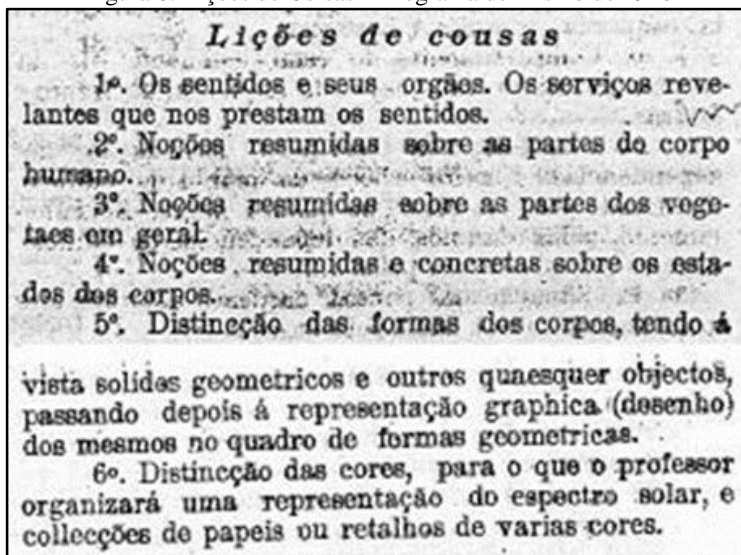 Lições de cousas
1º. Os sentidos e seus orgãos. Os serviços reve-
lantes que nos prestam os sentidos.
2º. Noções resumidas sobre as partes do corpo
humano.
3º. Noções resumidas sobre as partes dos vege-
taes em geral.
4º. Noções resumidas e concretas sobre os esta-
dos dos corpos.
5º. Distincção das formas dos corpos, tendo á
vista solidos geometricos e outros quaesquer objectos,
passando depois á representação graphica (desenho)
dos mesmos no quadro de formas geometricas.
6º. Distincção das cores, para o que o professor
organizará uma representação do espectro solar, e
collecções de papeis ou retalhos de varias cores.